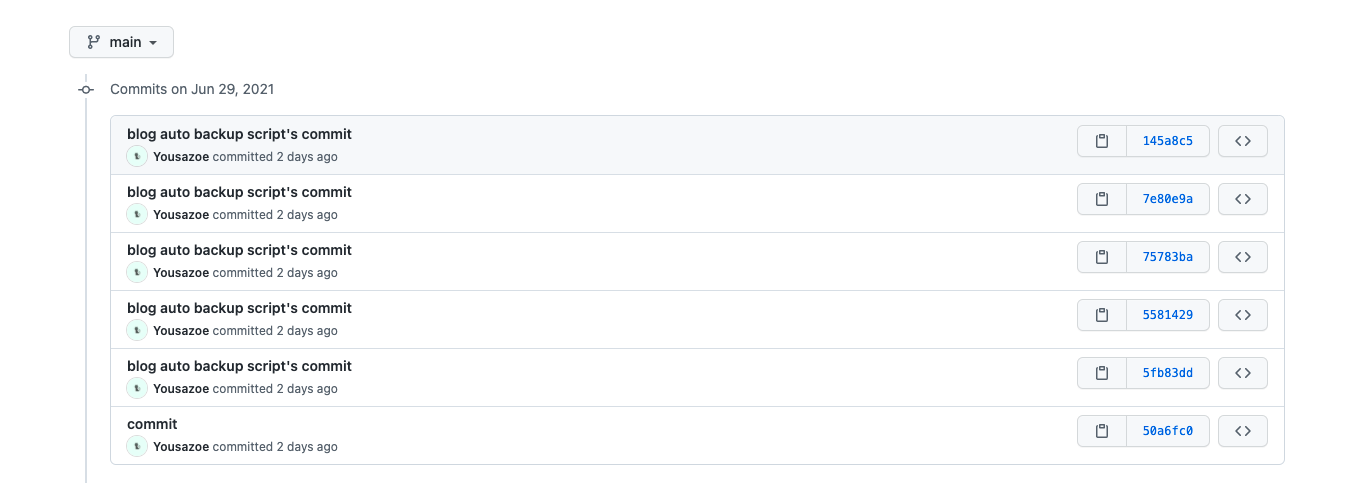 main
Commits on Jun 29, 2021
blog auto backup script's commit
145a8c5
Yousazoe committed 2 days ago
blog auto backup script's commit
7e80e9a
Yousazoe committed 2 days ago
blog auto backup script's commit
75783ba
Yousazoe committed 2 days ago
blog auto backup script's commit
5581429
Yousazoe committed 2 days ago
blog auto backup script's commit
5fb83dd
Yousazoe committed 2 days ago
commit
50a6fc0
Yousazoe committed 2 days ago